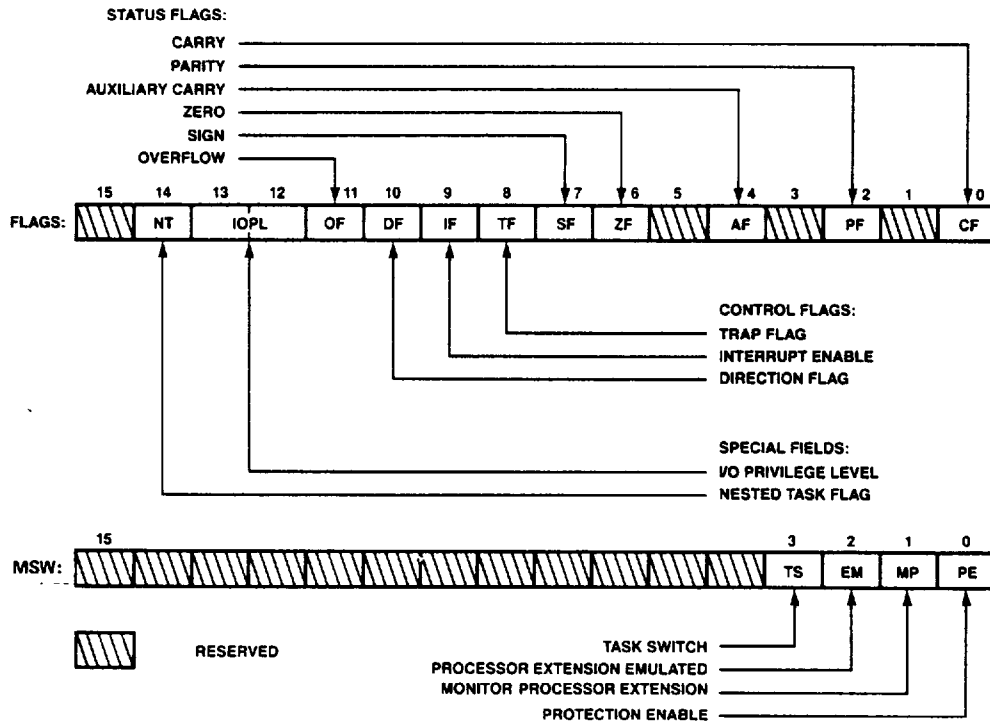 STATUS FLAGS:
CARRY
PARITY
AUXILIARY CARRY
ZERO
SIGN
OVERFLOW
15 14 13 12 11 10 9 8 7 6 5 4 3 2 1 0
FLAGS: NT IOPL OF DF IF TF SF ZF AF PF CF
CONTROL FLAGS:
TRAP FLAG
INTERRUPT ENABLE
DIRECTION FLAG
SPECIAL FIELDS:
I/O PRIVILEGE LEVEL
NESTED TASK FLAG
15 3 2 1 0
MSW: TS EM MP PE
RESERVED
TASK SWITCH
PROCESSOR EXTENSION EMULATED
MONITOR PROCESSOR EXTENSION
PROTECTION ENABLE